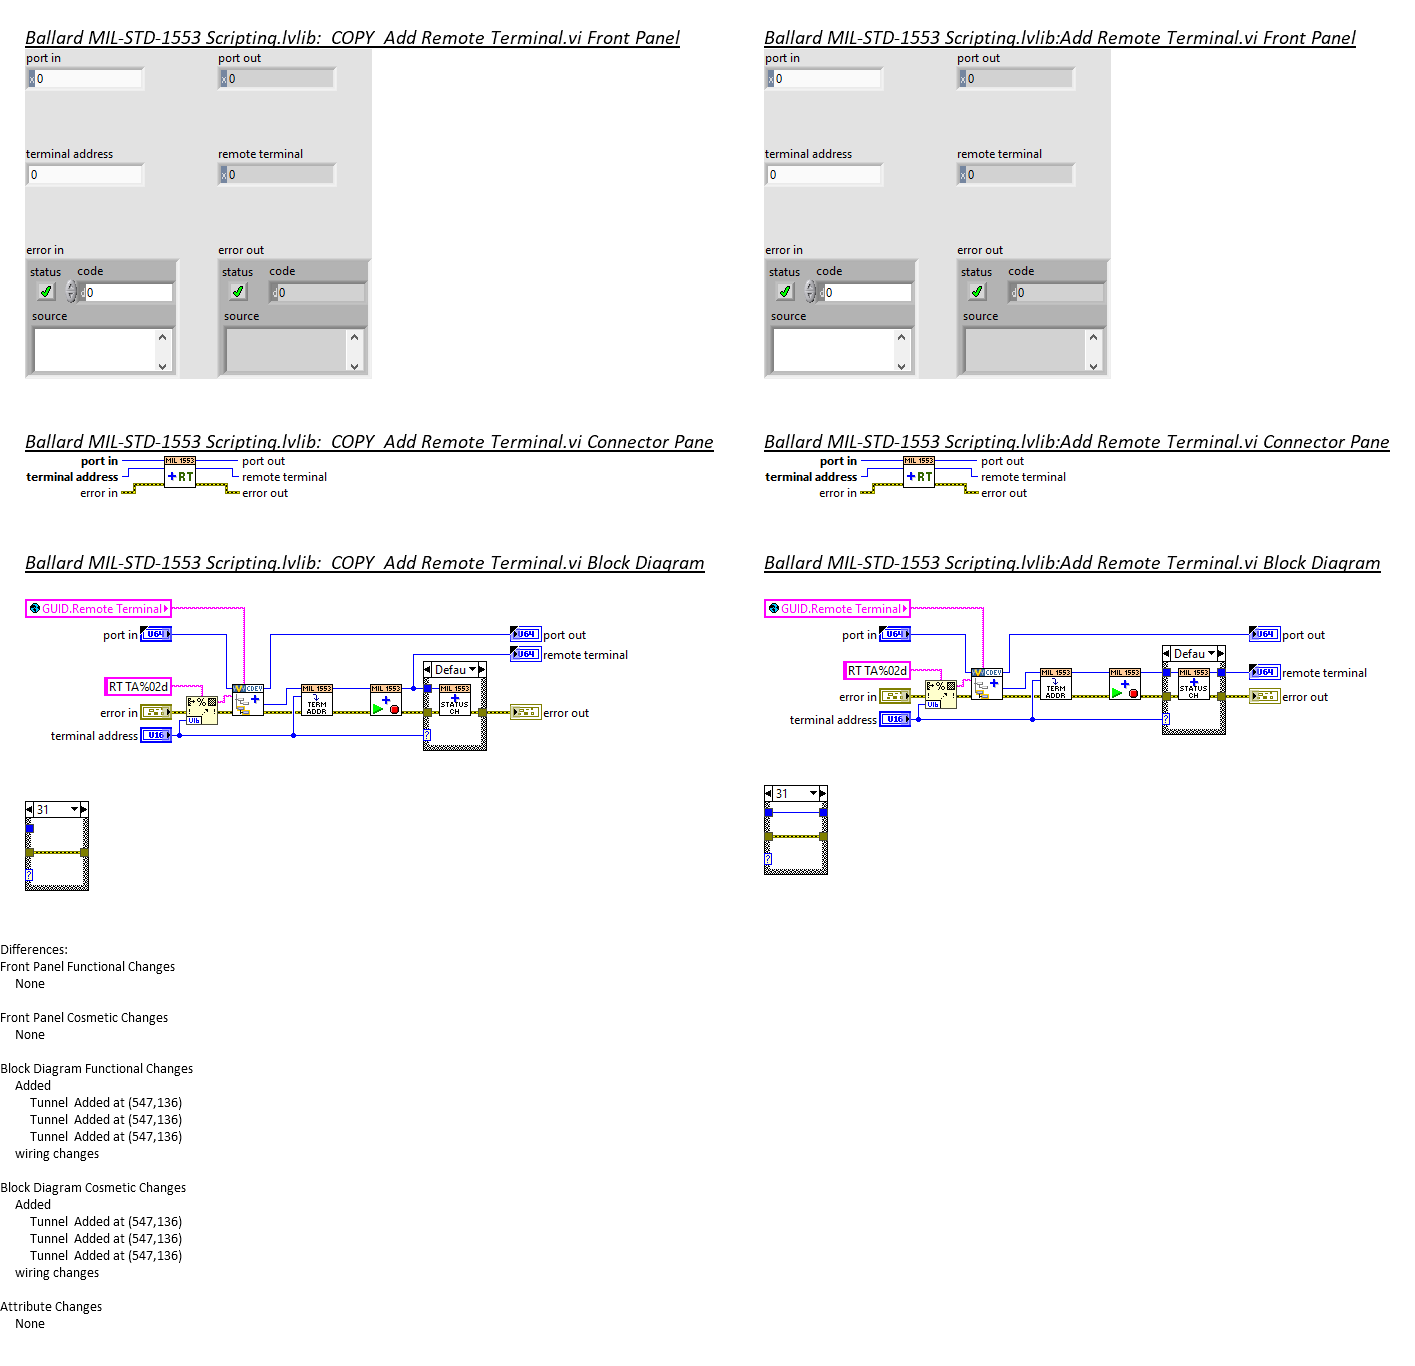 Ballard MIL-STD-1553 Scripting.lvlib:_COPY_Add Remote Terminal.vi Front Panel
port in
port out
x 0
x 0
terminal address
remote terminal
0
x 0
error in
error out
status
code
status
code
d 0
d 0
source
source
Ballard MIL-STD-1553 Scripting.lvlib:Add Remote Terminal.vi Front Panel
port in
port out
x 0
x 0
terminal address
remote terminal
0
x 0
error in
error out
status
code
status
code
d 0
d 0
source
source
Ballard MIL-STD-1553 Scripting.lvlib:_COPY_Add Remote Terminal.vi Connector Pane
port in
MIL 1553
port out
terminal address
+RT
remote terminal
error in
error out
Ballard MIL-STD-1553 Scripting.lvlib:Add Remote Terminal.vi Connector Pane
port in
MIL 1553
port out
terminal address
+RT
remote terminal
error in
error out
Ballard MIL-STD-1553 Scripting.lvlib:_COPY_Add Remote Terminal.vi Block Diagram
GUID.Remote Terminal
port in
U64
U64
port out
U64
remote terminal
Defau
RT TA%02d
CDEV
MIL 1553
MIL 1553
MIL 1553
TERM
ADDR
STATUS
CH
error in
error out
U16
terminal address
U16
?
31
?
Ballard MIL-STD-1553 Scripting.lvlib:Add Remote Terminal.vi Block Diagram
GUID.Remote Terminal
port in
U64
U64
port out
Defau
RT TA%02d
CDEV
MIL 1553
MIL 1553
MIL 1553
U64
remote terminal
TERM
ADDR
STATUS
CH
error in
error out
U16
terminal address
U16
?
31
?
Differences:
Front Panel Functional Changes
None
Front Panel Cosmetic Changes
None
Block Diagram Functional Changes
Added
Tunnel  Added at (547,136)
Tunnel  Added at (547,136)
Tunnel  Added at (547,136)
wiring changes
Block Diagram Cosmetic Changes
Added
Tunnel  Added at (547,136)
Tunnel  Added at (547,136)
Tunnel  Added at (547,136)
wiring changes
Attribute Changes
None